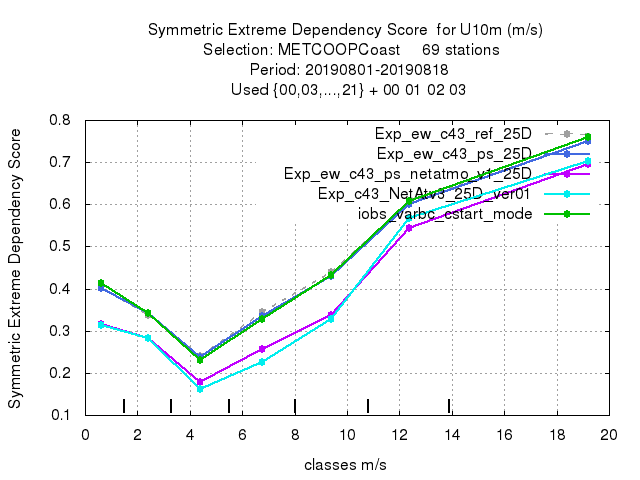 Symmetric Extreme Dependency Score for U10m (m/s)
Selection: METCOOPCoast 69 stations
Period: 20190801-20190818
Used {00,03,...,21} + 00 01 02 03
Symmetric Extreme Dependency Score
0.8
0.7
0.6
0.5
0.4
0.3
0.2
0.1
Exp_ew_c43_ref_25D
Exp_ew_c43_ps_25D
Exp_ew_c43_ps_netatmo_v1_25D
Exp_c43_NetAtv3_25D_ver01
iobs_varbc_cstart_mode
0 2 4 6 8 10 12 14 16 18 20
classes m/s